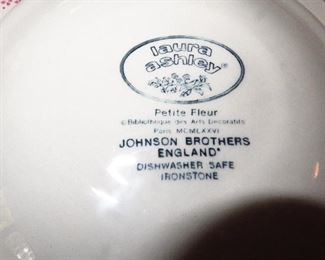 laura
ashley®
Petite Fleur
©Bibliothèque des Arts Décoratifs
Paris MCMLXXVI
JOHNSON BROTHERS
ENGLAND*
DISHWASHER SAFE
IRONSTONE